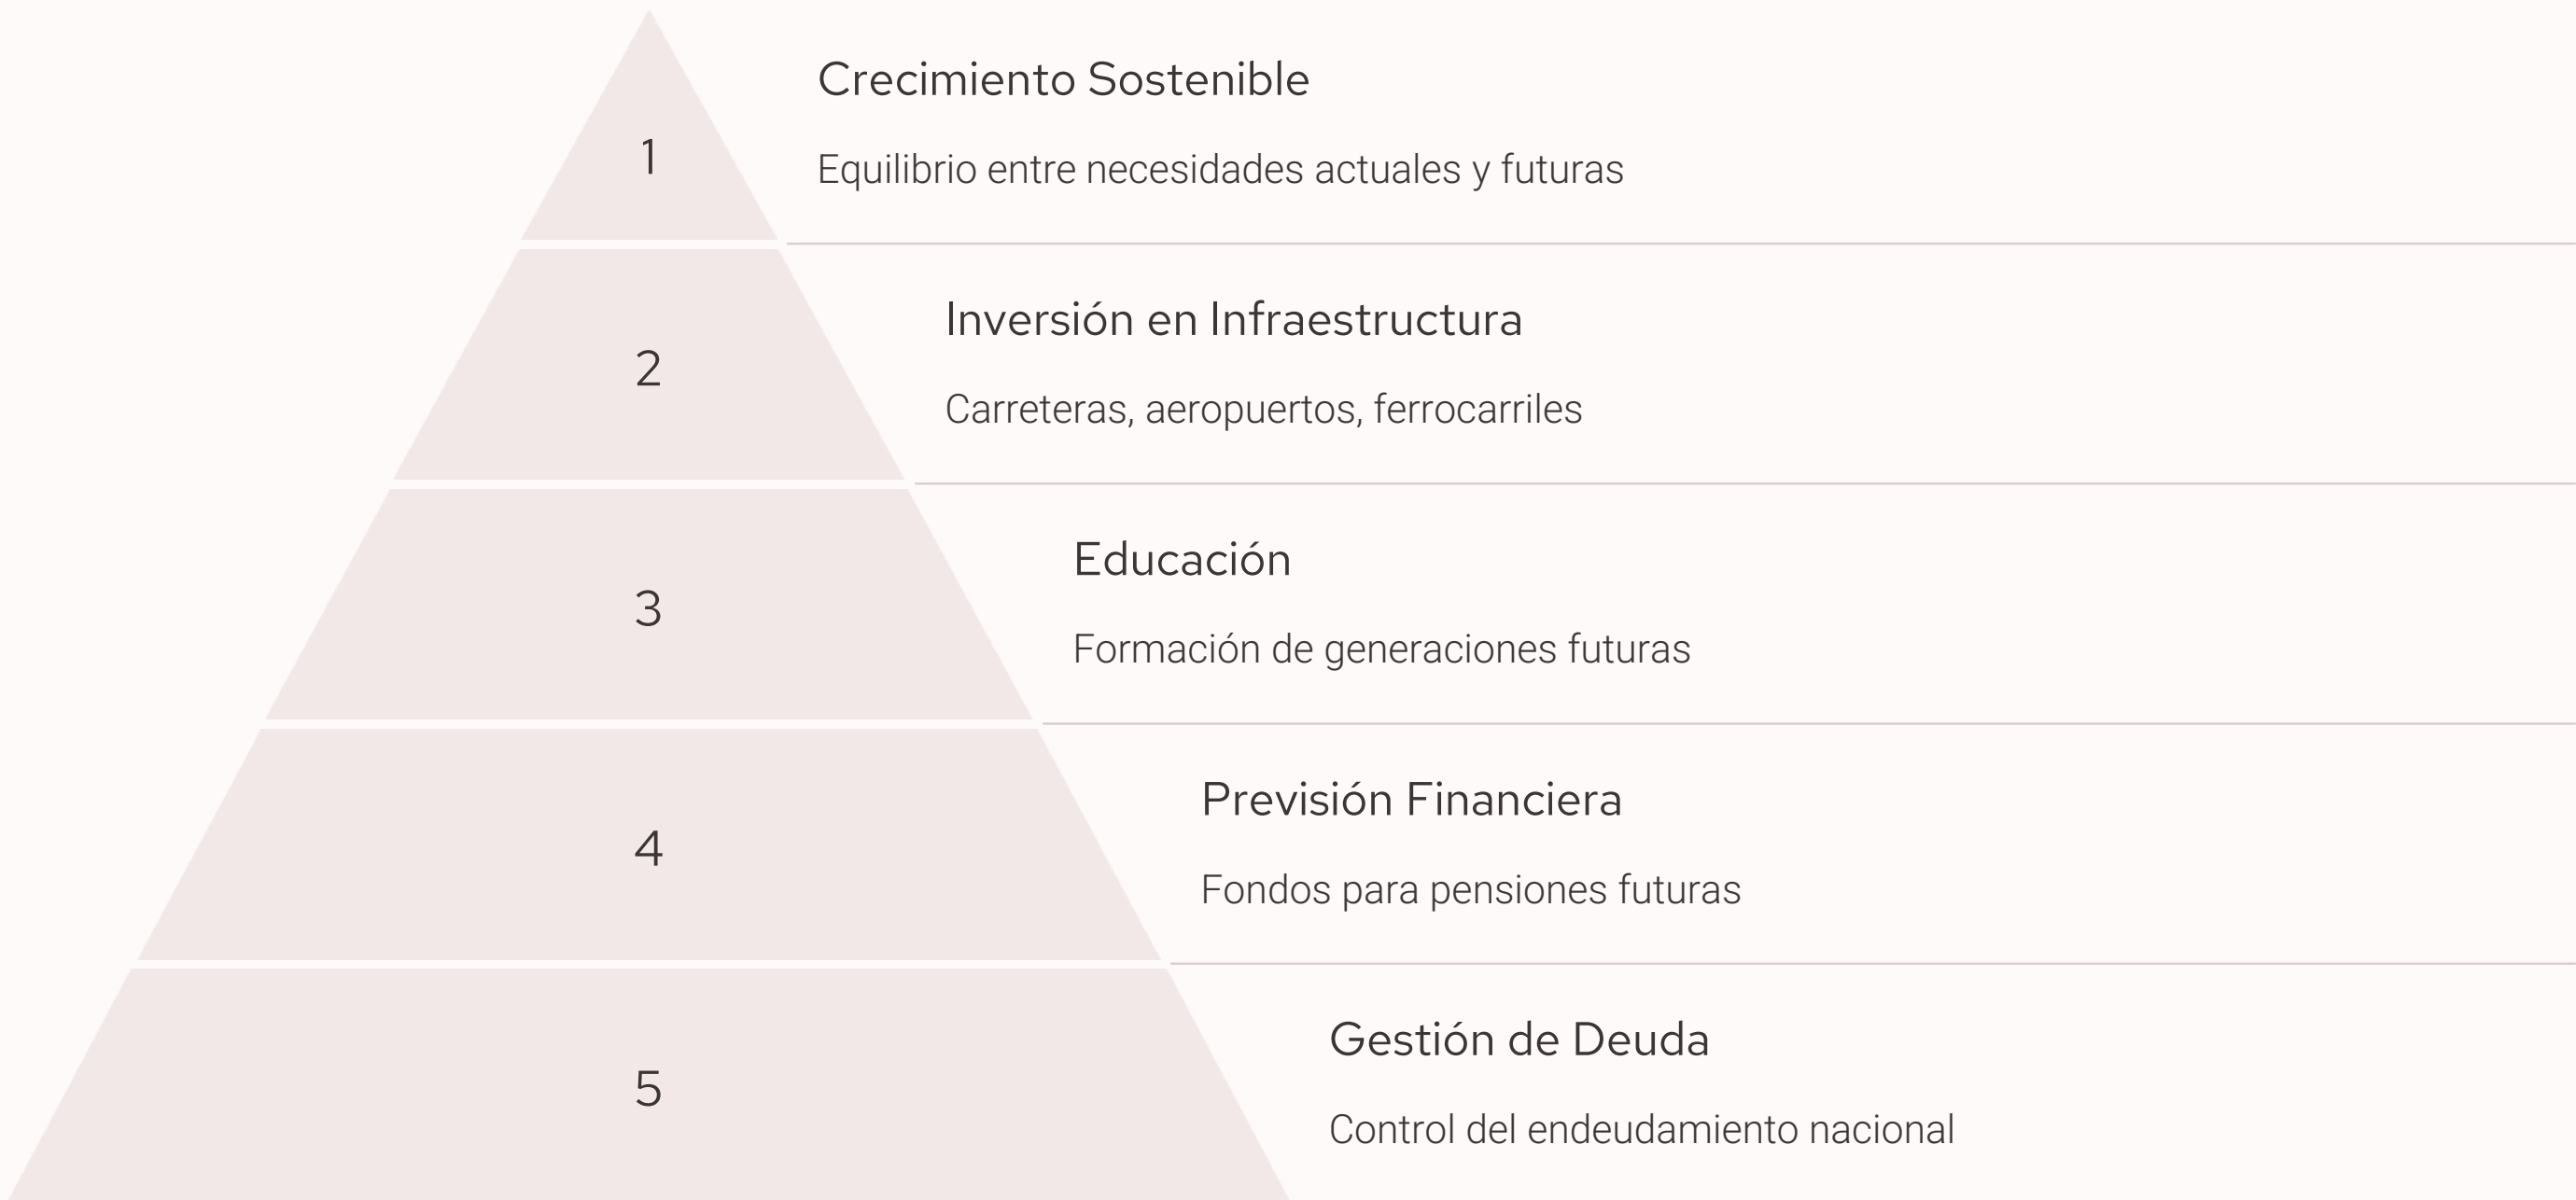 1
Crecimiento Sostenible
Equilibrio entre necesidades actuales y futuras
2
Inversión en Infraestructura
Carreteras, aeropuertos, ferrocarriles
3
Educación
Formación de generaciones futuras
4
Previsión Financiera
Fondos para pensiones futuras
5
Gestión de Deuda
Control del endeudamiento nacional